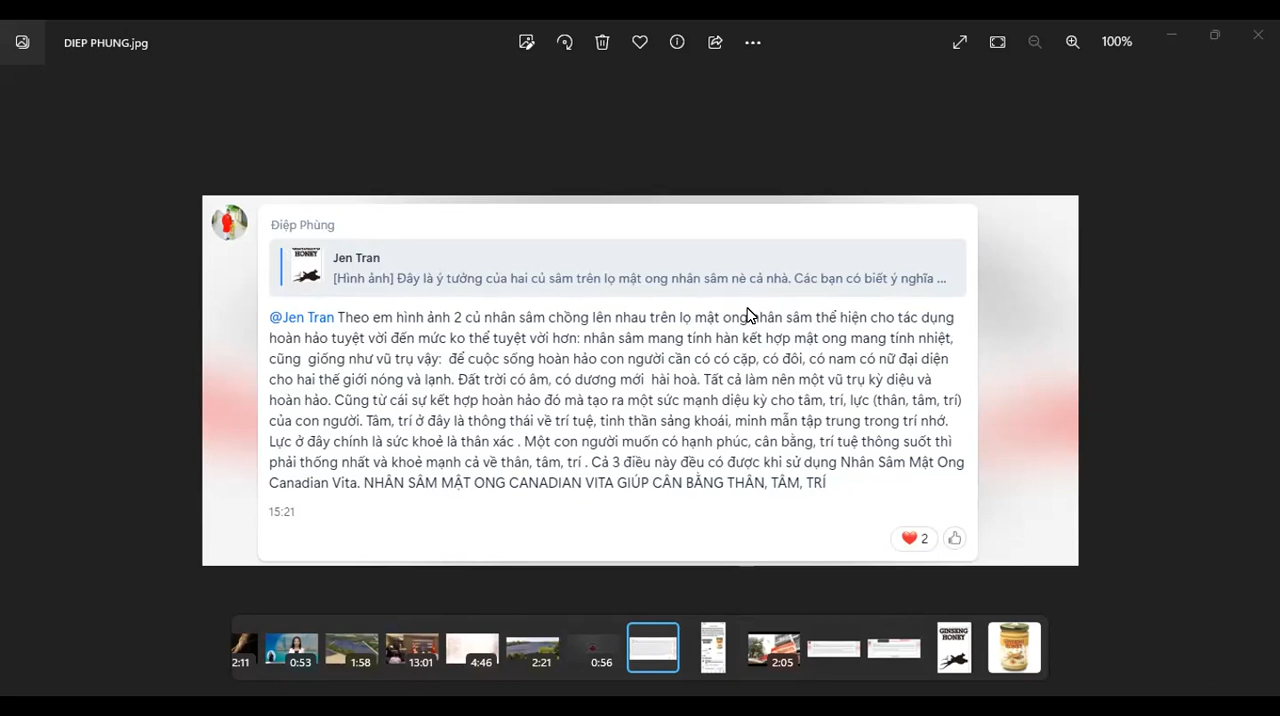 DIEP PHUNG.jpg
100%
Điệp Phùng
GINSENG
HONEY
Jen Tran
[Hình ảnh] Đây là ý tưởng của hai củ sâm trên lọ mật ong nhân sâm nè cả nhà. Các bạn có biết ý nghĩa ...
@Jen Tran Theo em hình ảnh 2 củ nhân sâm chồng lên nhau trên lọ mật ong nhân sâm thể hiện cho tác dụng
hoàn hảo tuyệt vời đến mức ko thể tuyệt vời hơn: nhân sâm mang tính hàn kết hợp mật ong mang tính nhiệt,
cũng giống như vũ trụ vậy: để cuộc sống hoàn hảo con người cần có có cặp, có đôi, có nam có nữ đại diện
cho hai thế giới nóng và lạnh. Đất trời có âm, có dương mới hài hoà. Tất cả làm nên một vũ trụ kỳ diệu và
hoàn hảo. Cũng từ cái sự kết hợp hoàn hảo đó mà tạo ra một sức mạnh diệu kỳ cho tâm, trí, lực (thân, tâm, trí)
của con người. Tâm, trí ở đây là thông thái về trí tuệ, tinh thần sảng khoái, minh mẫn tập trung trong trí nhớ.
Lực ở đây chính là sức khoẻ là thân xác . Một con người muốn có hạnh phúc, cân bằng, trí tuệ thông suốt thì
phải thống nhất và khoẻ mạnh cả về thân, tâm, trí . Cả 3 điều này đều có được khi sử dụng Nhân Sâm Mật Ong
Canadian Vita. NHÂN SÂM MẬT ONG CANADIAN VITA GIÚP CÂN BẰNG THÂN, TÂM, TRÍ
15:21
2
2:11 0:53 1:58 13:01 4:46 2:21 0:56 2:05
GINSENG
HONEY